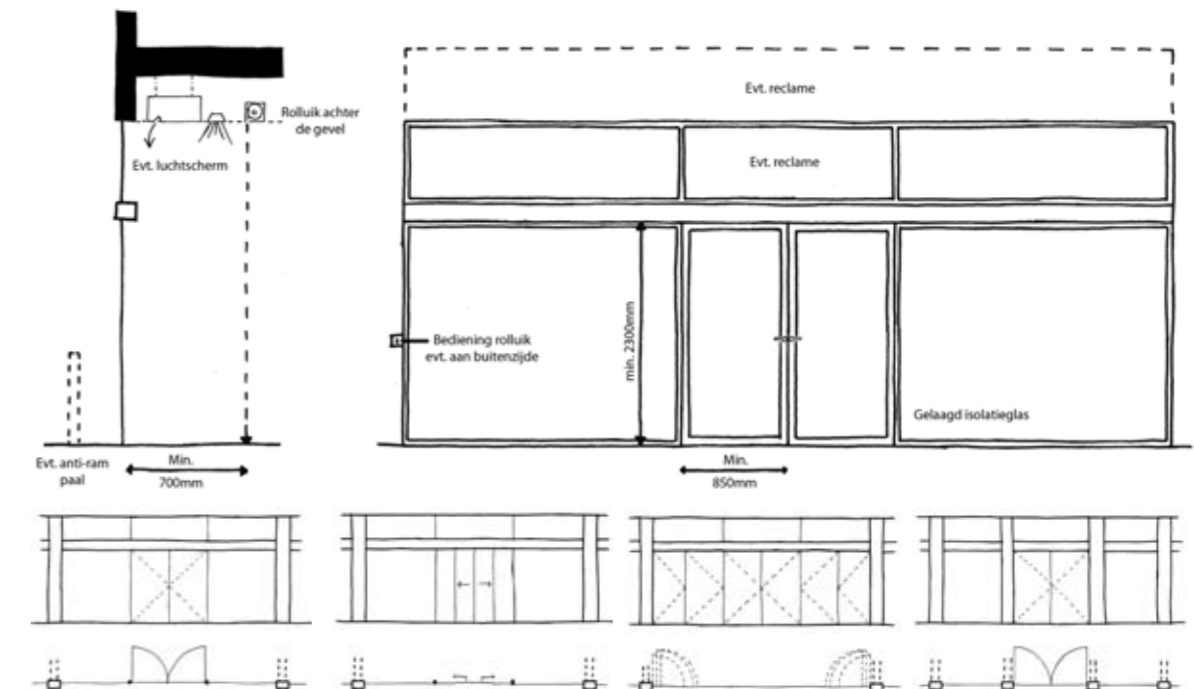 Evt. reclame
Rolluik achter
de gevel
Evt. luchtscherm
Evt. reclame
min. 2300mm
Bediening rolluik
evt. aan buitenzijde
Gelaagd isolatieglas
Evt. anti-ram
paal
Min.
700mm
Min.
850mm